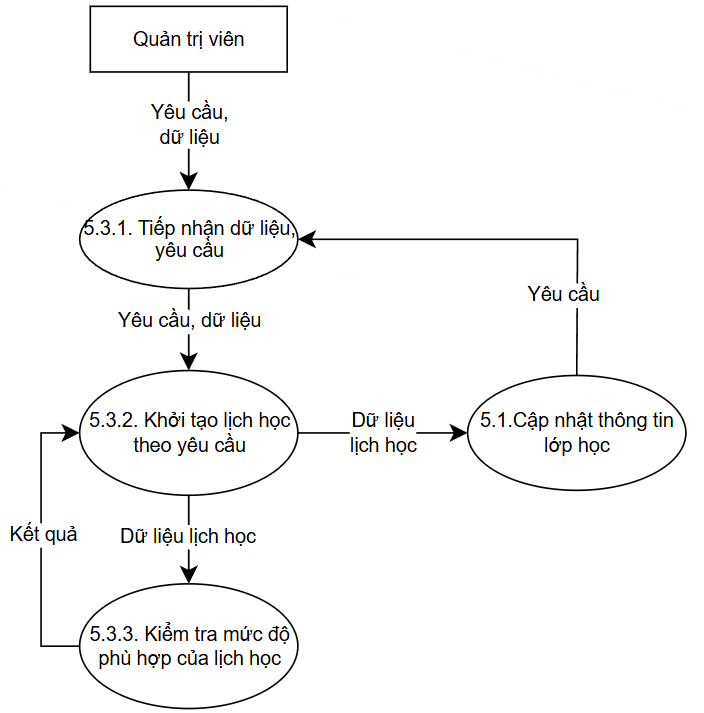 Quản trị viên
Yêu cầu,
dữ liệu
5.3.1. Tiếp nhận dữ liệu,
yêu cầu
Yêu cầu
Yêu cầu, dữ liệu
5.3.2. Khởi tạo lịch học
theo yêu cầu
Dữ liệu
lịch học
5.1.Cập nhật thông tin
lớp học
Kết quả
Dữ liệu lịch học
5.3.3. Kiểm tra mức độ
phù hợp của lịch học